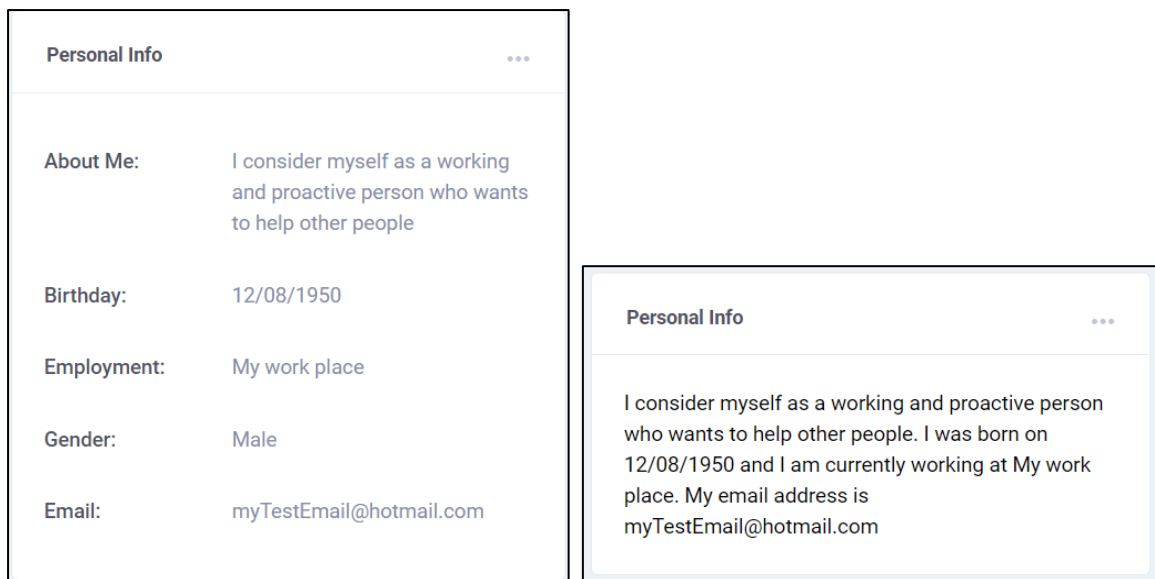 Personal Info
About Me: I consider myself as a working
and proactive person who wants
to help other people
Birthday: 12/08/1950
Employment: My work place
Gender: Male
Email: myTestEmail@hotmail.com
Personal Info
I consider myself as a working and proactive person
who wants to help other people. I was born on
12/08/1950 and I am currently working at My work
place. My email address is
myTestEmail@hotmail.com